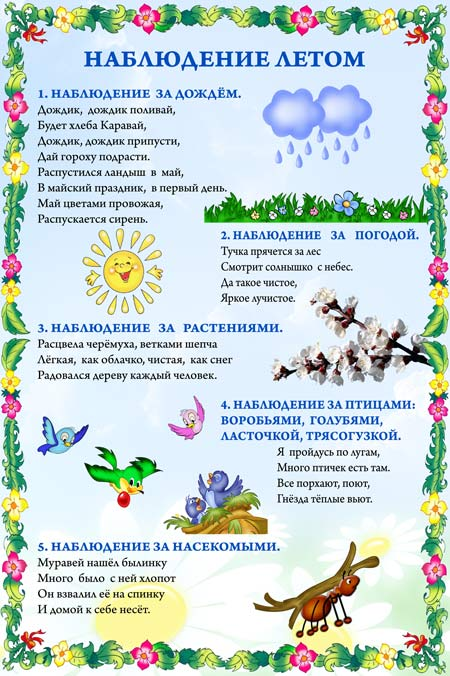 НАБЛЮДЕНИЕ ЛЕТОМ
1. НАБЛЮДЕНИЕ ЗА ДОЖДЁМ.
Дождик, дождик поливай,
Будет хлеба Каравай,
Дождик, дождик припусти,
Дай гороху подрасти.
Распустился ландыш в май,
В майский праздник, в первый день.
Май цветами провожая,
Распускается сирень.
2. НАБЛЮДЕНИЕ ЗА ПОГОДОЙ.
Тучка прячется за лес
Смотрит солнышко с небес.
Да такое чистое,
Яркое лучистое.
3. НАБЛЮДЕНИЕ ЗА РАСТЕНИЯМИ.
Расцвела черёмуха, ветками шепча
Лёгкая, как облачко, чистая, как снег
Радовался дереву каждый человек.
4. НАБЛЮДЕНИЕ ЗА ПТИЦАМИ:
ВОРОБЬЯМИ, ГОЛУБЯМИ,
ЛАСТОЧКОЙ, ТРЯСОГУЗКОЙ.
Я пройдусь по лугам,
Много птичек есть там.
Все порхают, поют,
Гнёзда тёплые вьют.
5. НАБЛЮДЕНИЕ ЗА НАСЕКОМЫМИ.
Муравей нашёл былинку
Много было с ней хлопот
Он взвалил её на спинку
И домой к себе несёт.